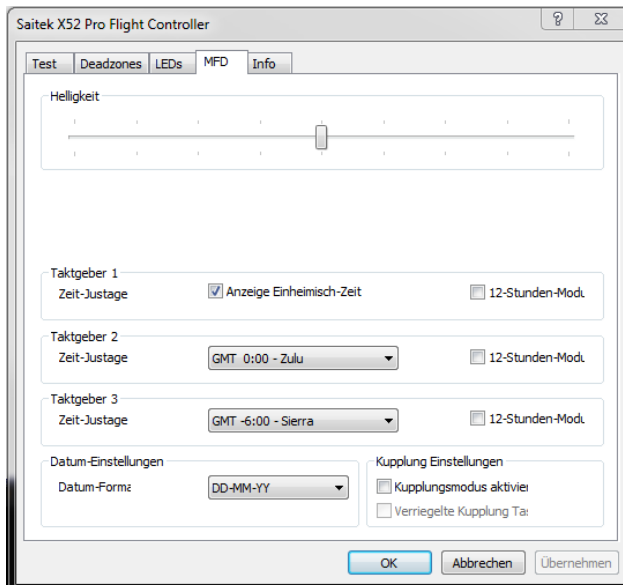 Saitek X52 Pro Flight Controller
Test Deadzones LEDs MFD Info
Helligkeit
Taktgeber 1
Zeit-Justage Anzeige Einheimisch-Zeit 12-Stunden-Modu
Taktgeber 2
Zeit-Justage GMT 0:00 - Zulu 12-Stunden-Modu
Taktgeber 3
Zeit-Justage GMT -6:00 - Sierra 12-Stunden-Modu
Datum-Einstellungen Kupplung Einstellungen
Datum-Forma DD-MM-YY Kupplungsmodus aktivier
Verriegelte Kupplung Tas
OK Abbrechen Übernehmen